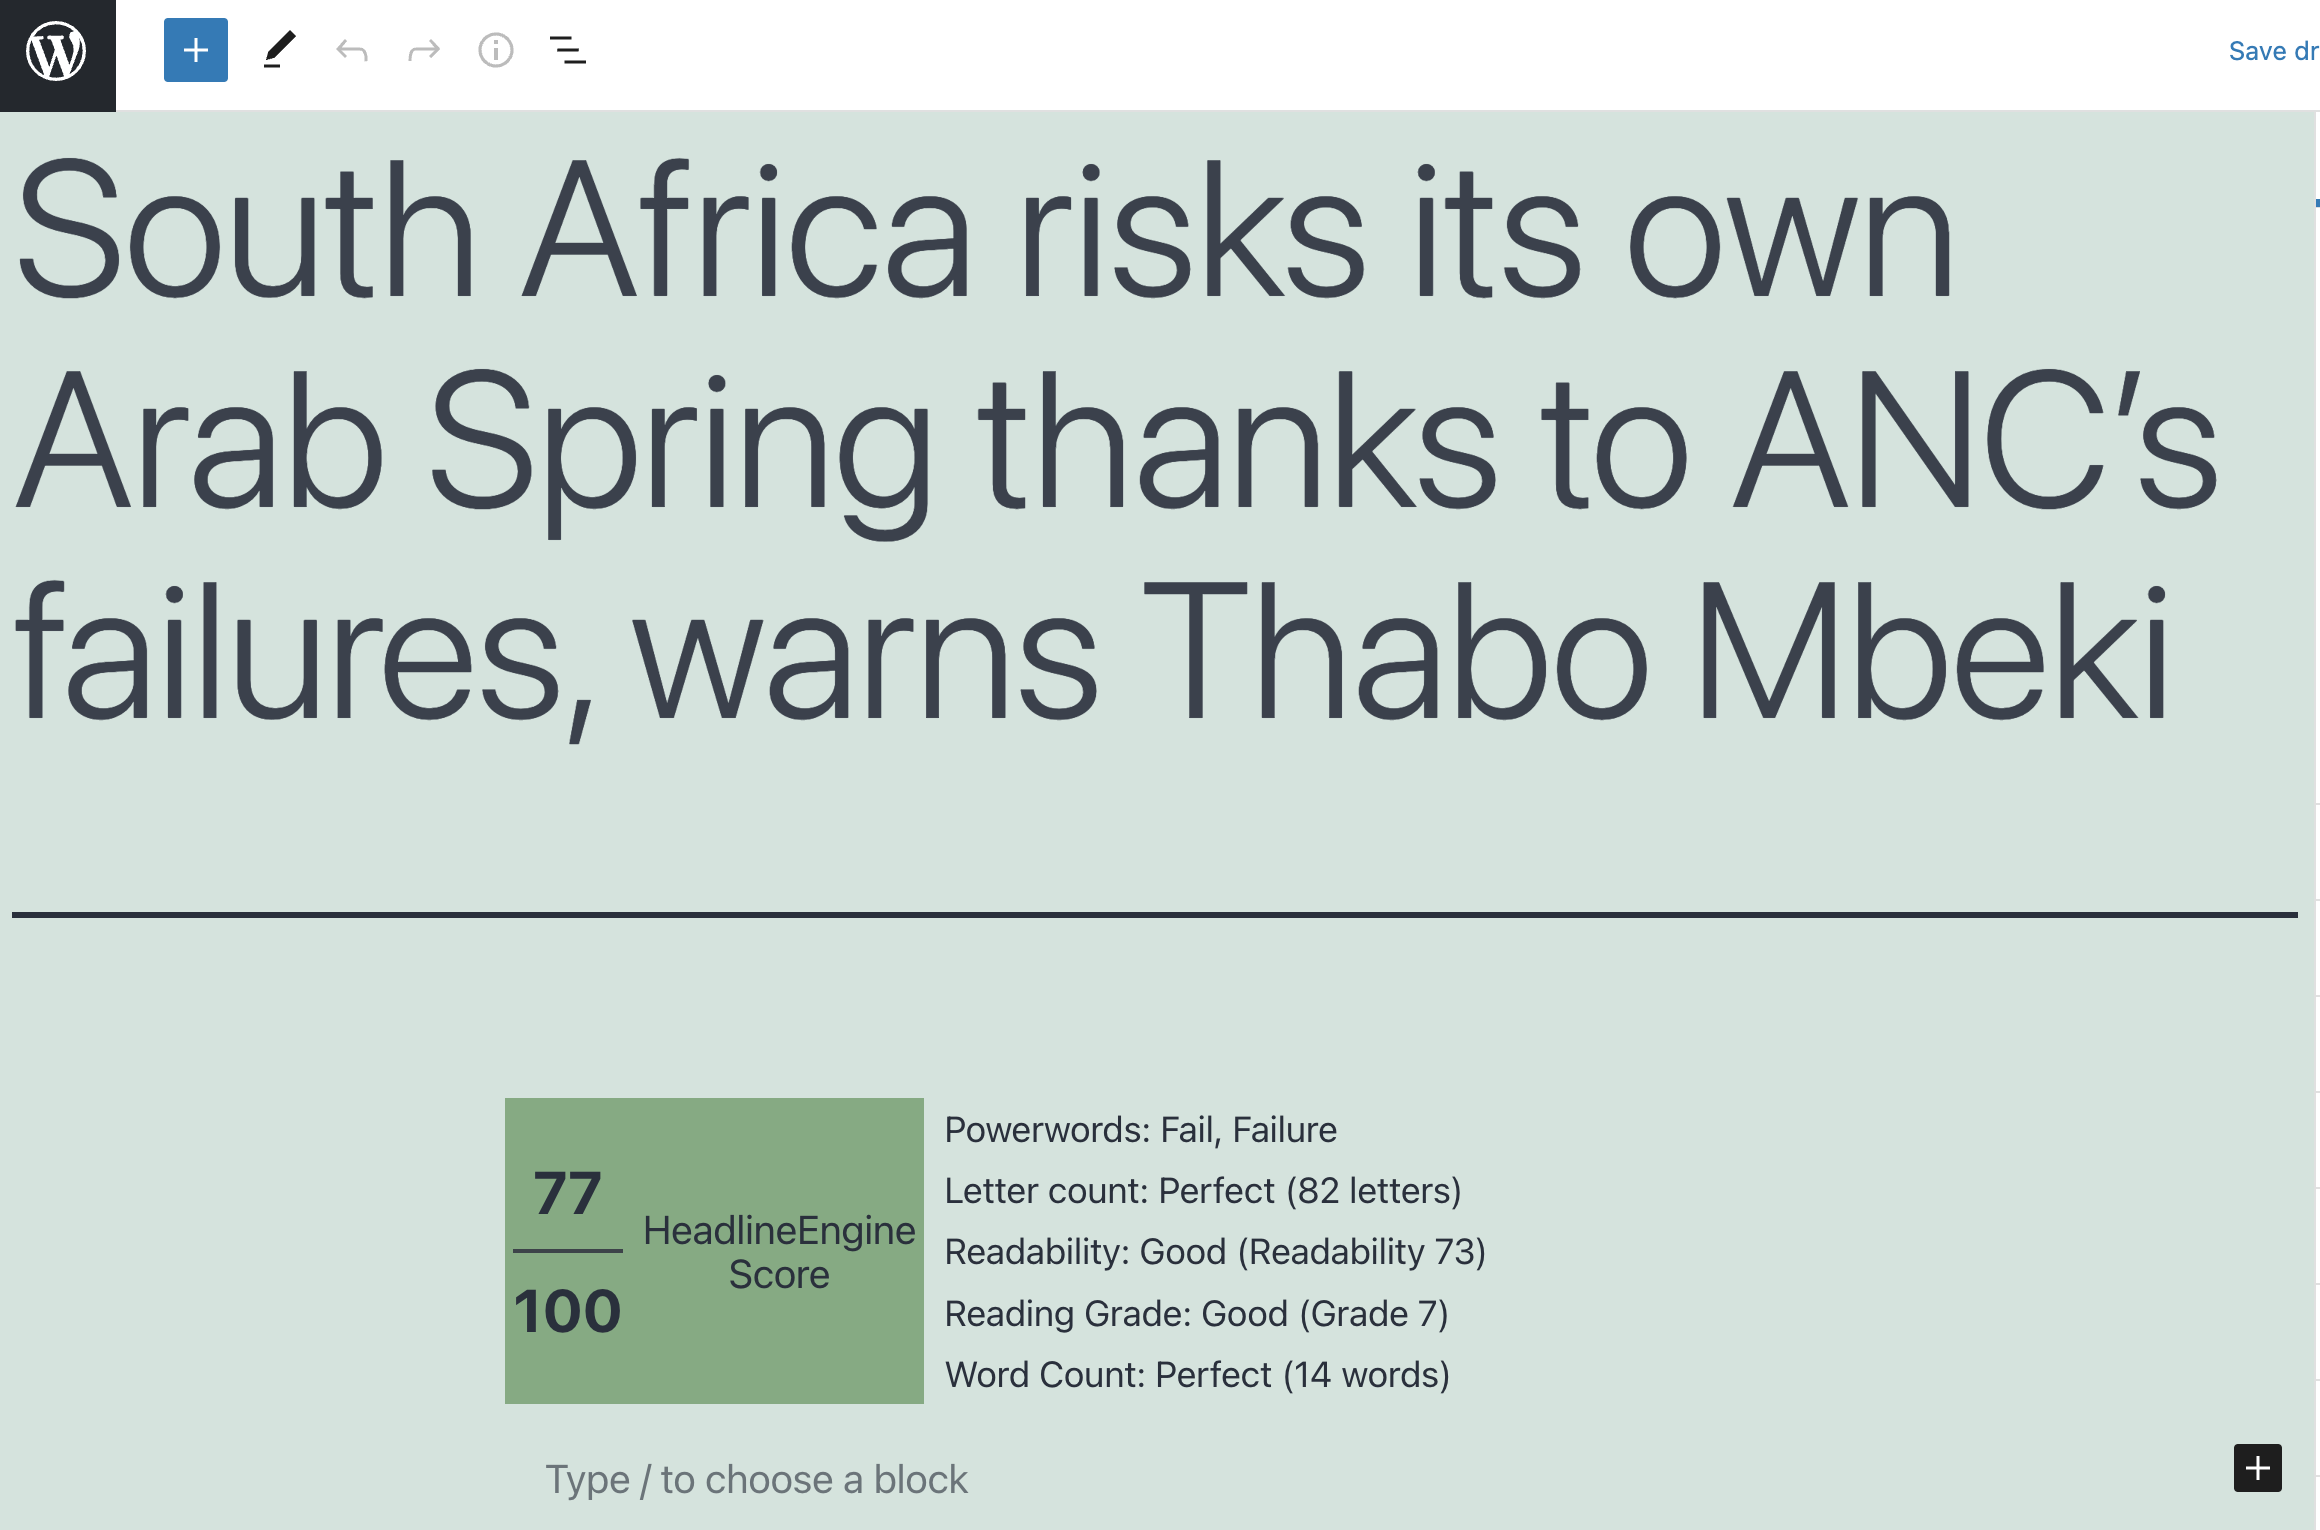 Save dr
South Africa risks its own
Arab Spring thanks to ANC’s
failures, warns Thabo Mbeki
77
100
HeadlineEngine
Score
Powerwords: Fail, Failure
Letter count: Perfect (82 letters)
Readability: Good (Readability 73)
Reading Grade: Good (Grade 7)
Word Count: Perfect (14 words)
Type / to choose a block